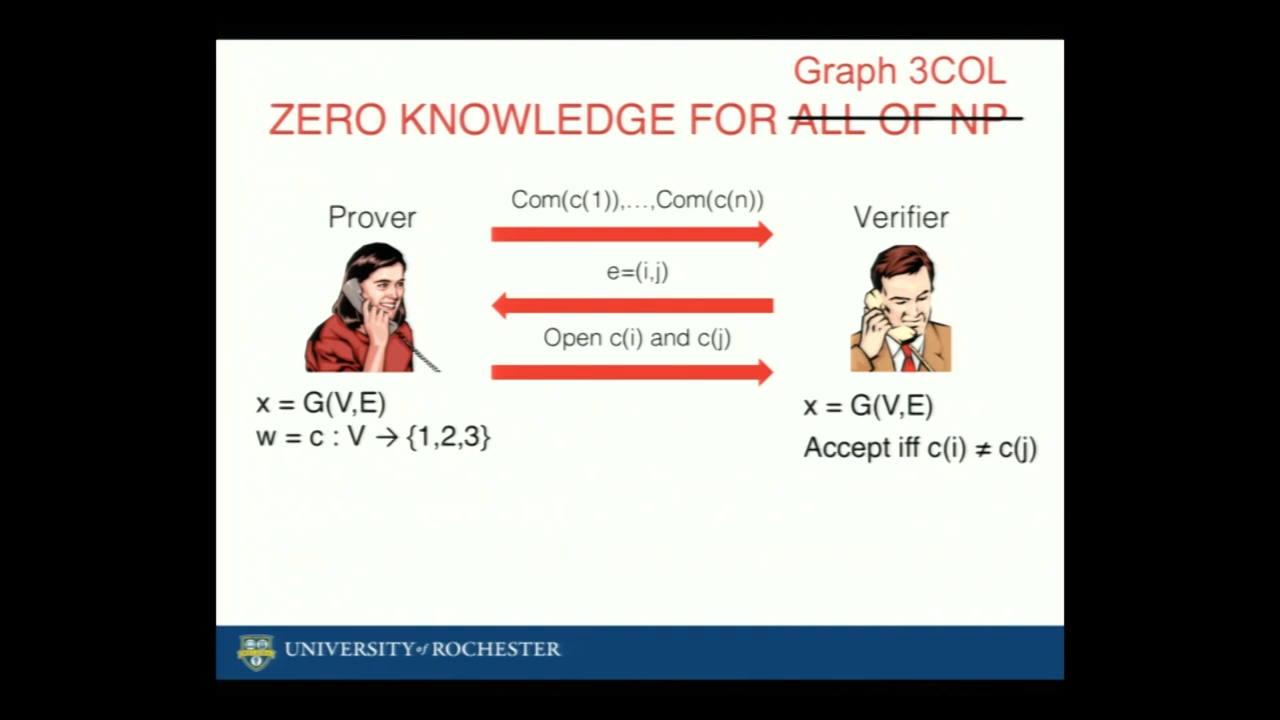 Graph 3COL
ZERO KNOWLEDGE FOR ALL OF NP
Com(c(1)),…,Com(c(n))
Prover
Verifier
e=(i,j)
Open c(i) and c(j)
x = G(V,E)
w = c : V → {1,2,3}
x = G(V,E)
Accept iff c(i) ≠ c(j)
UNIVERSITY of ROCHESTER